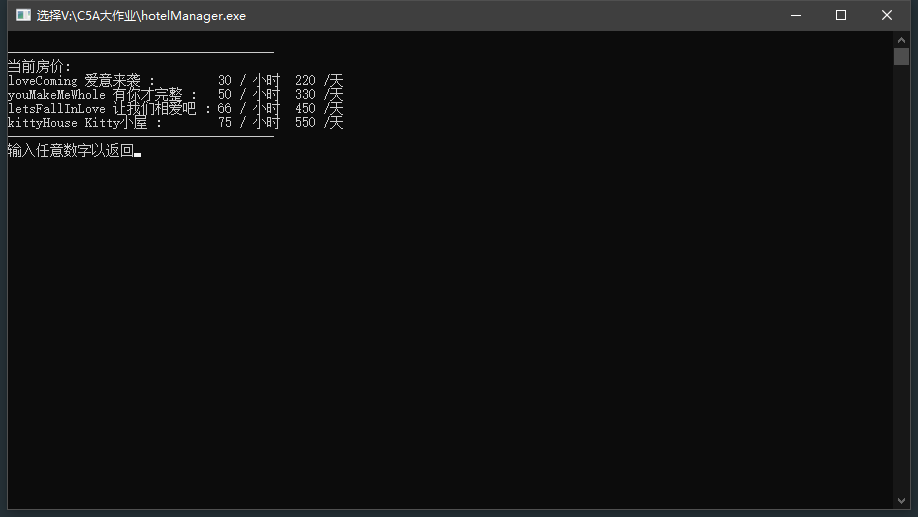 选择V:\C5A大作业\hotelManager.exe
当前房价:
loveComing 爱意来袭 : 30 / 小时 220 /天
youMakeMeWhole 有你才完整 : 50 / 小时 330 /天
letsFallInLove 让我们相爱吧 : 66 / 小时 450 /天
kittyHouse Kitty小屋 : 75 / 小时 550 /天
输入任意数字以返回